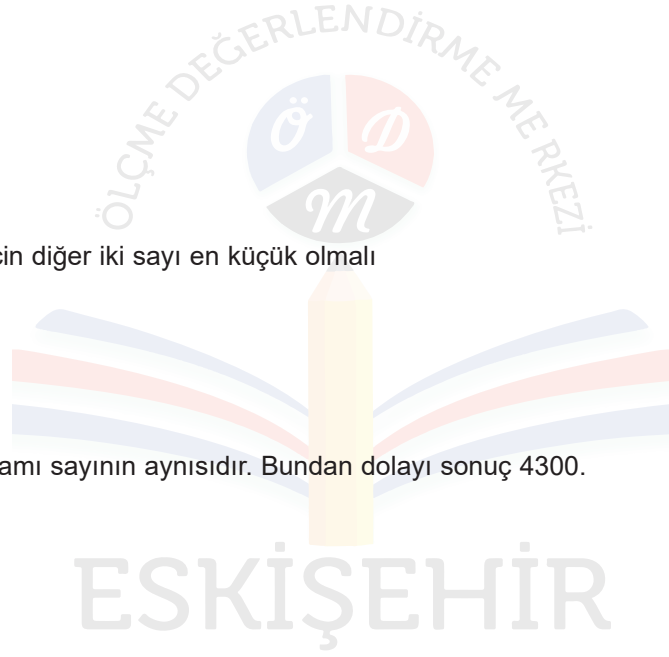 ÖLÇME DEĞERLENDİRME MERKEZİ
Ö D
M
çin diğer iki sayı en küçük olmalı
amı sayının aynısıdır. Bundan dolayı sonuç 4300.
ESKİŞEHİR